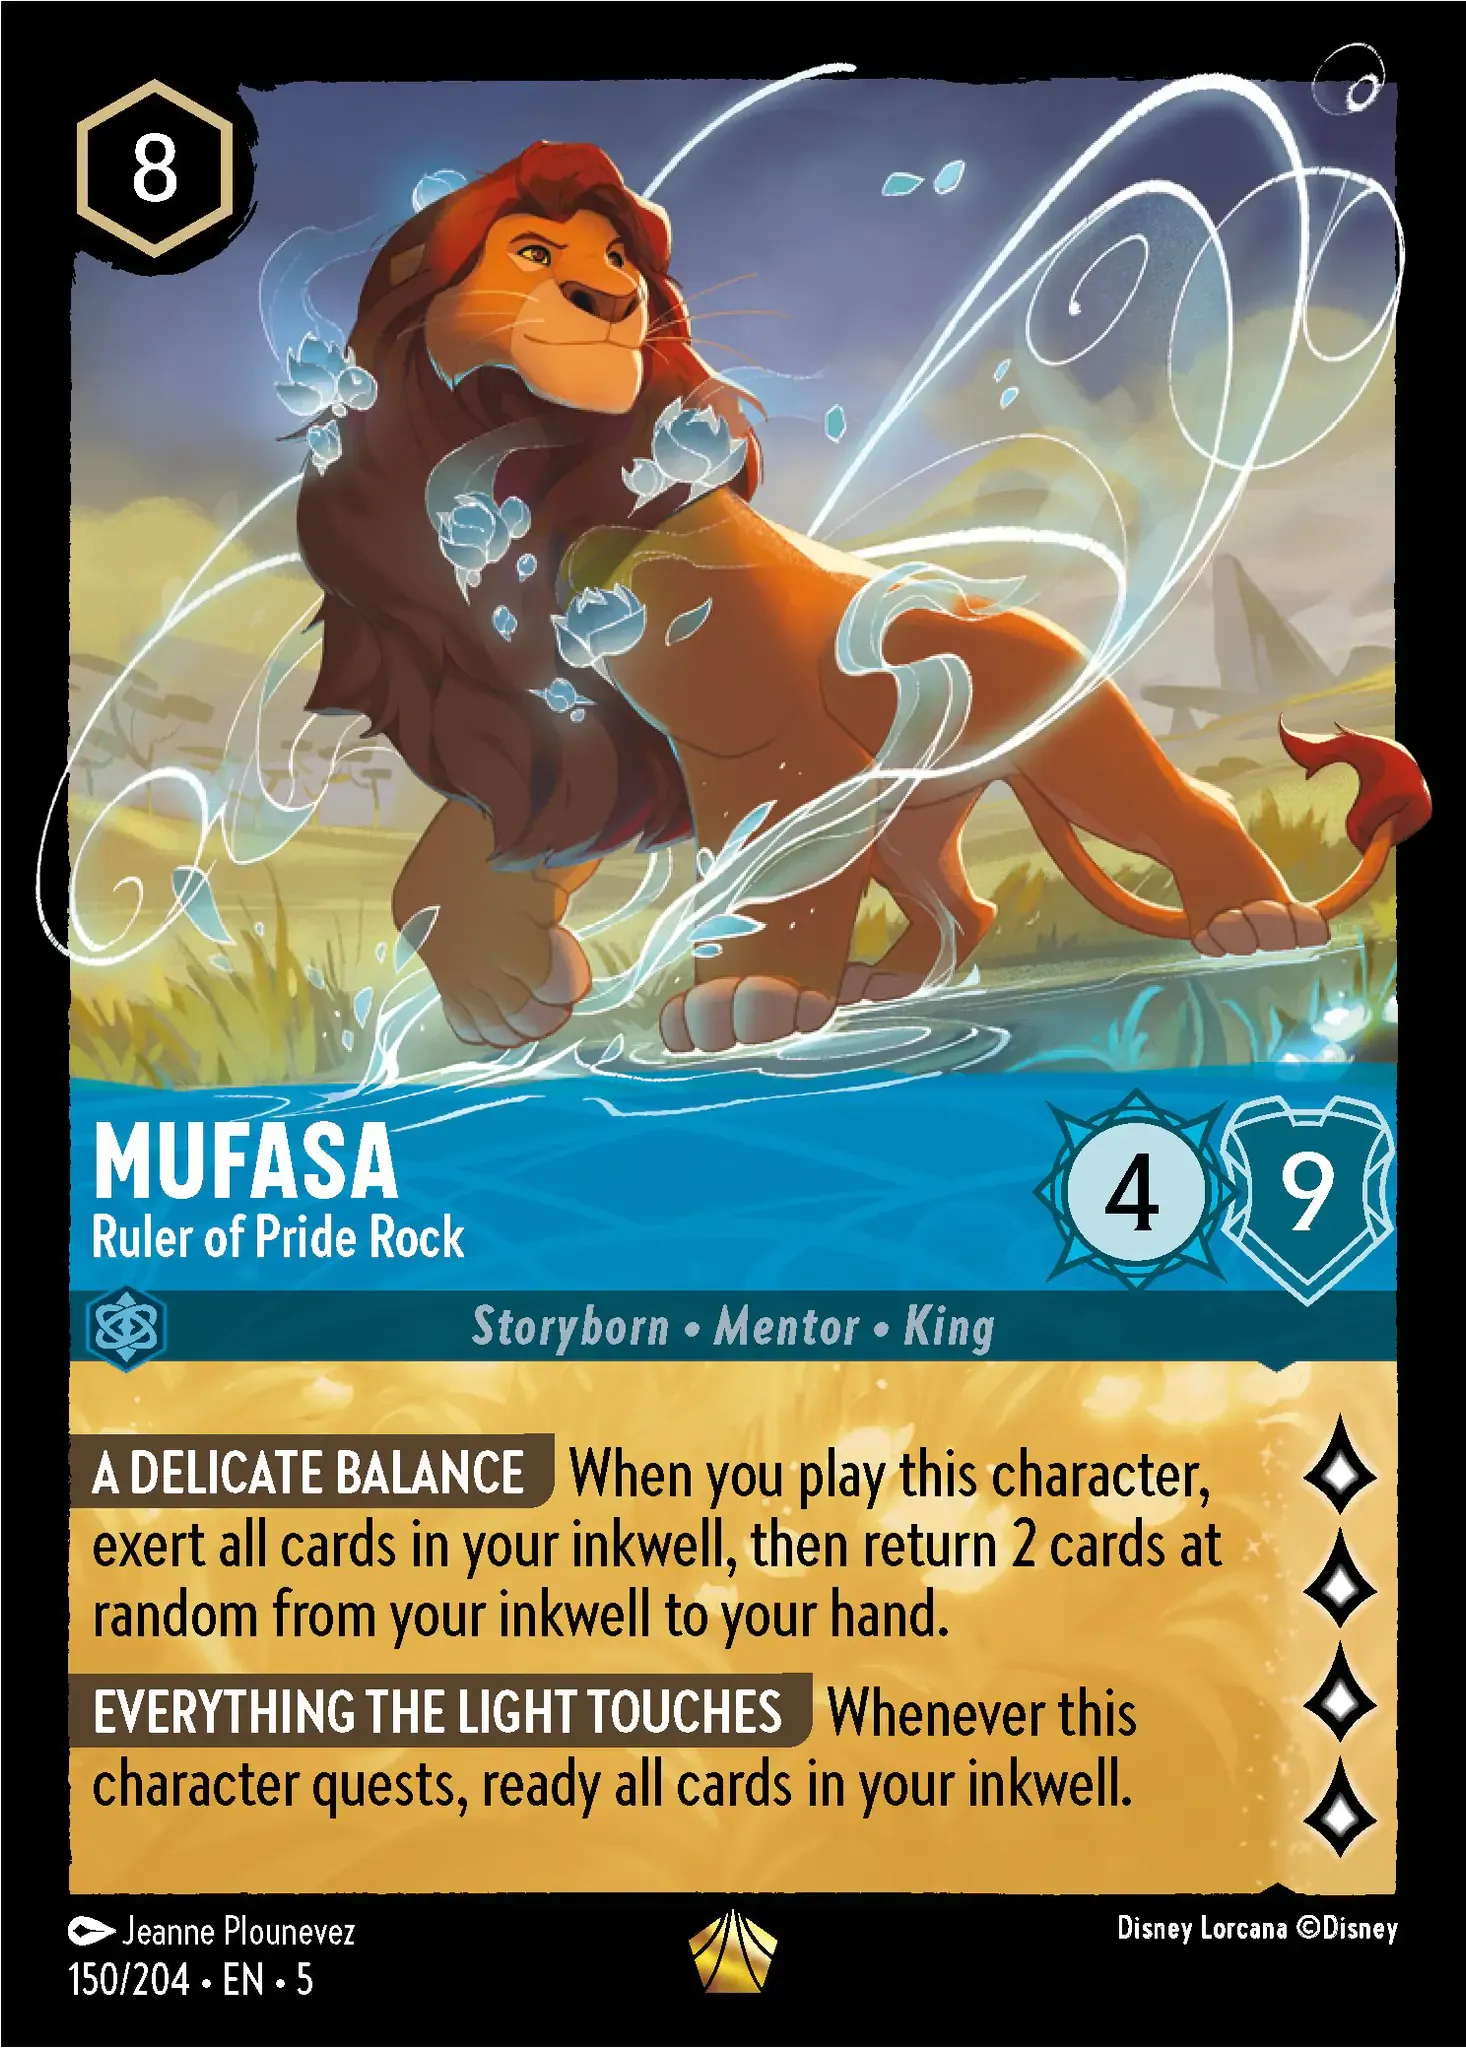 8
MUFASA
Ruler of Pride Rock
4
9
Storyborn • Mentor • King
A DELICATE BALANCE When you play this character,
exert all cards in your inkwell, then return 2 cards at
random from your inkwell to your hand.
EVERYTHING THE LIGHT TOUCHES Whenever this
character quests, ready all cards in your inkwell.
Jeanne Plounevez
Disney Lorcana ©Disney
150/204 • EN • 5